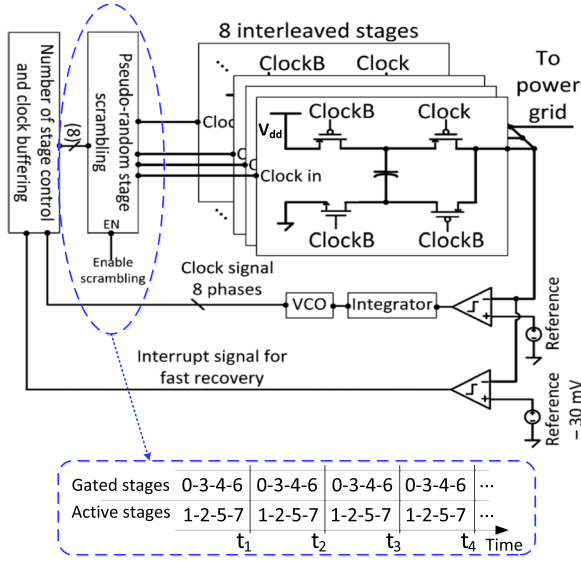 8 interleaved stages
To
power
grid
Number of stage control
and clock buffering
(8)
Pseudo-random stage
scrambling
EN
Enable
scrambling
ClockB
Clock
Cloc
C
C
Clock in
Vdd
ClockB
Clock
ClockB
ClockB
Clock signal
8 phases
VCO
Integrator
Reference
Interrupt signal for
fast recovery
Reference
– 30 mV
Gated stages 0-3-4-6 0-3-4-6 0-3-4-6 0-3-4-6 ...
Active stages 1-2-5-7 1-2-5-7 1-2-5-7 1-2-5-7 ...
t1 t2 t3 t4 Time